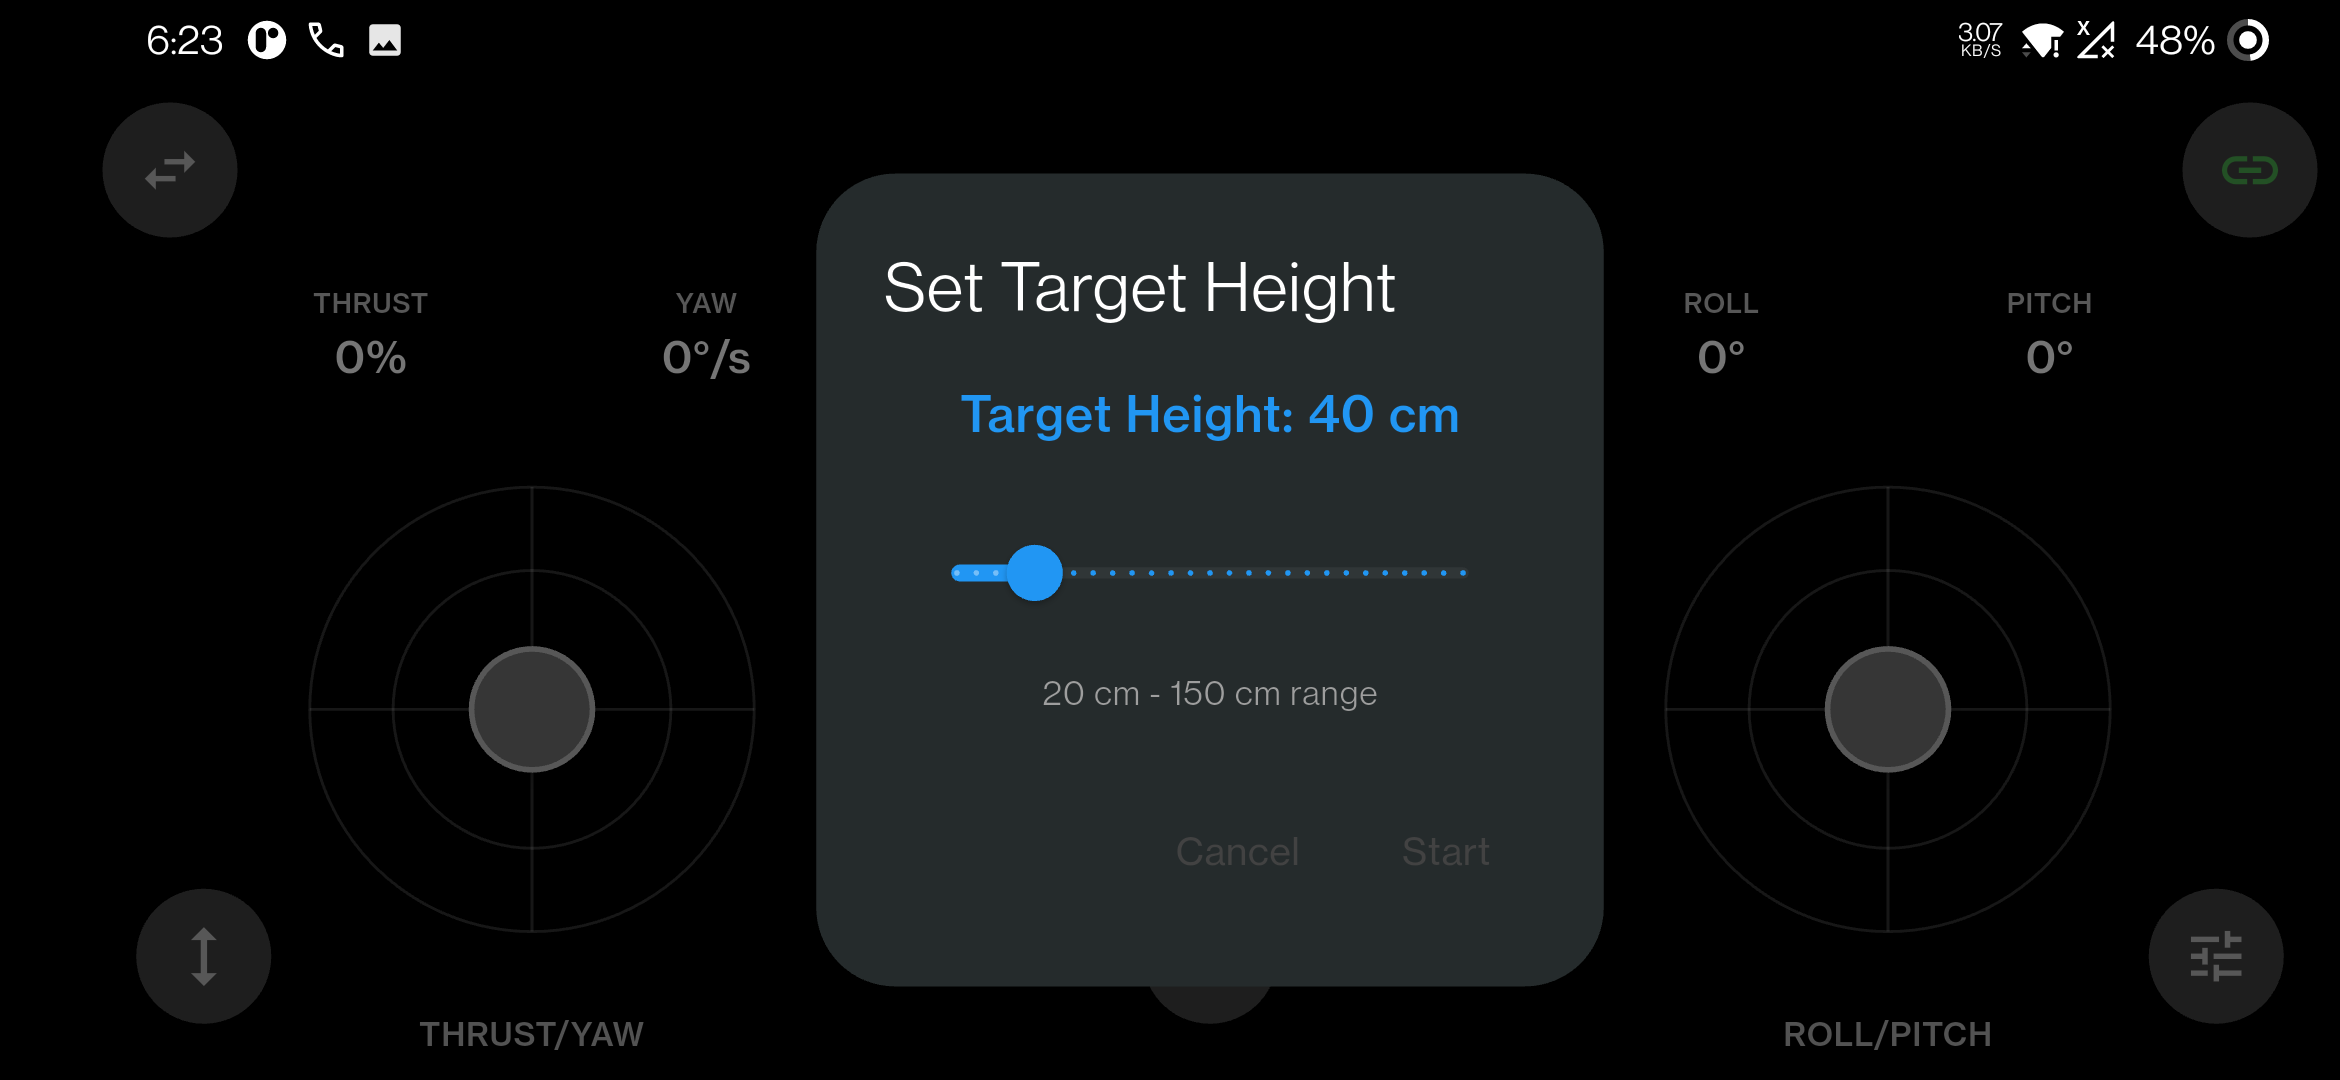 6:23
3.07
KB/S
X
48%
THRUST
0%
YAW
0°/s
Set Target Height
Target Height: 40 cm
20 cm - 150 cm range
Cancel
Start
ROLL
0°
PITCH
0°
THRUST/YAW
ROLL/PITCH